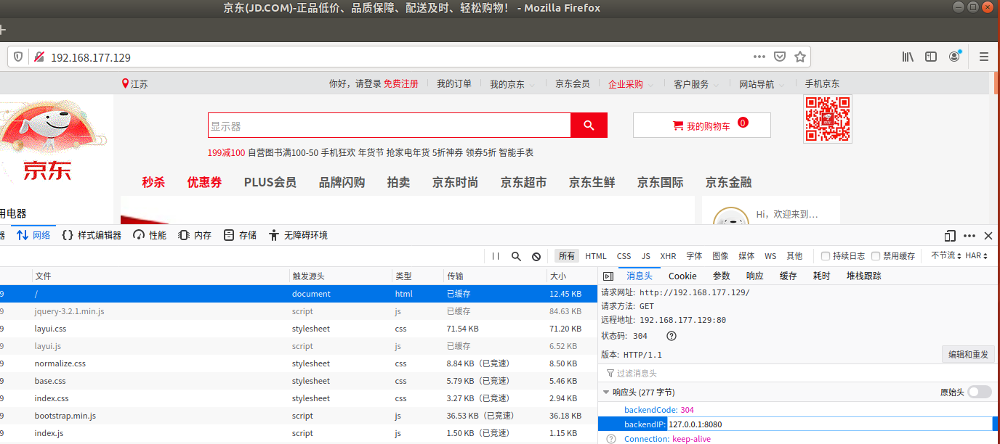 京东(JD.COM)-正品低价、品质保障、配送及时、轻松购物！ - Mozilla Firefox
192.168.177.129
江苏 你好，请登录 免费注册 我的订单 我的京东 京东会员 企业采购 客户服务 网站导航 手机京东
京东
显示器
我的购物车 0
199减100 自营图书满100-50 手机狂欢 年货节 抢家电年货 5折神券 领券5折 智能手表
秒杀 优惠券 PLUS会员 品牌闪购 拍卖 京东时尚 京东超市 京东生鲜 京东国际 京东金融
用电器
Hi，欢迎来到…
器 网络 样式编辑器 性能 内存 存储 无障碍环境
所有 HTML CSS JS XHR 字体 图像 媒体 WS 其他 持续日志 禁用缓存 不节流 HAR
文件 触发源头 类型 传输 大小
消息头 Cookie 参数 响应 缓存 耗时 堆栈跟踪
9 / document html 已缓存 12.45 KB
9 jquery-3.2.1.min.js script js 已缓存 84.63 KB
9 layui.css stylesheet css 71.54 KB 71.20 KB
9 layui.js script js 已缓存 6.52 KB
9 normalize.css stylesheet css 8.84 KB（已竞速） 8.50 KB
9 base.css stylesheet css 5.79 KB（已竞速） 5.46 KB
9 index.css stylesheet css 3.27 KB（已竞速） 2.94 KB
9 bootstrap.min.js script js 36.53 KB（已竞速） 36.18 KB
9 index.js script js 1.50 KB（已竞速） 1.15 KB
请求网址: http://192.168.177.129/
请求方法: GET
远程地址: 192.168.177.129:80
状态码: 304 ?
版本: HTTP/1.1
编辑和重发
过滤消息头
响应头 (277 字节) 原始头
backendCode: 304
backendIP: 127.0.0.1:8080
? Connection: keep-alive